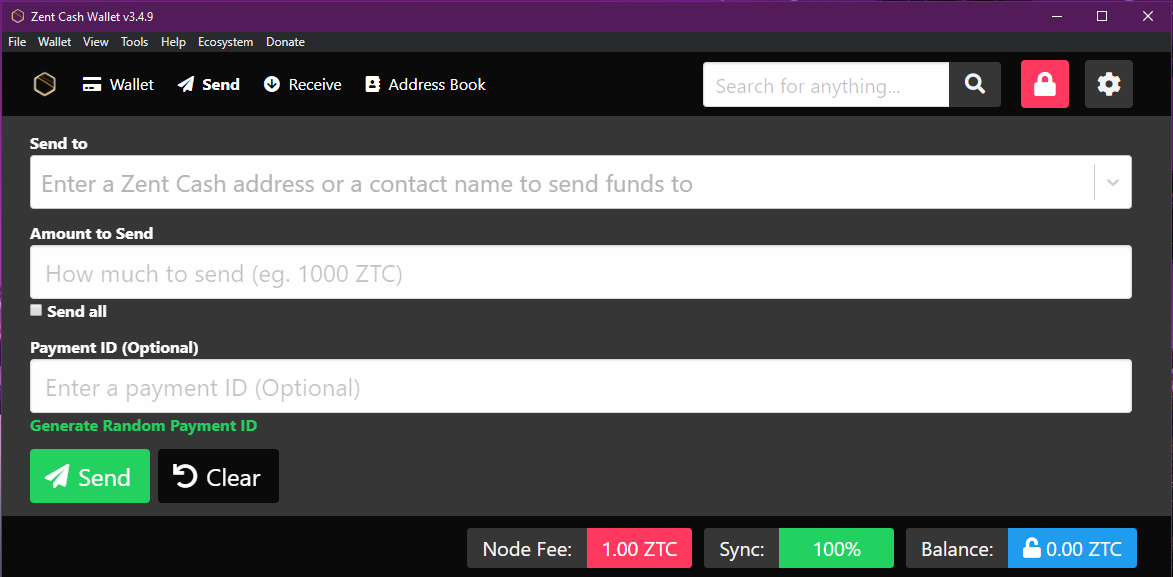 Zent Cash Wallet v3.4.9
File Wallet View Tools Help Ecosystem Donate
Wallet Send Receive Address Book Search for anything...
Send to
Enter a Zent Cash address or a contact name to send funds to
Amount to Send
How much to send (eg. 1000 ZTC)
Send all
Payment ID (Optional)
Enter a payment ID (Optional)
Generate Random Payment ID
Send Clear
Node Fee: 1.00 ZTC Sync: 100% Balance: 0.00 ZTC